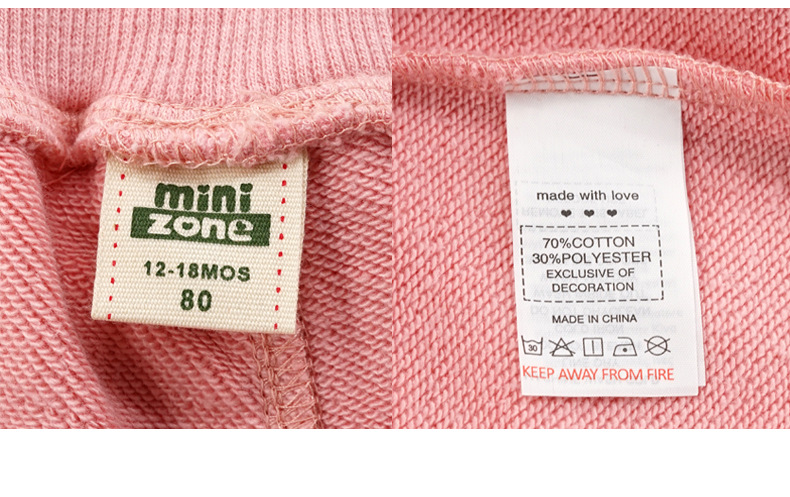 mini
zone
12-18MOS
80
made with love
70%COTTON
30%POLYESTER
EXCLUSIVE OF
DECORATION
MADE IN CHINA
30
KEEP AWAY FROM FIRE